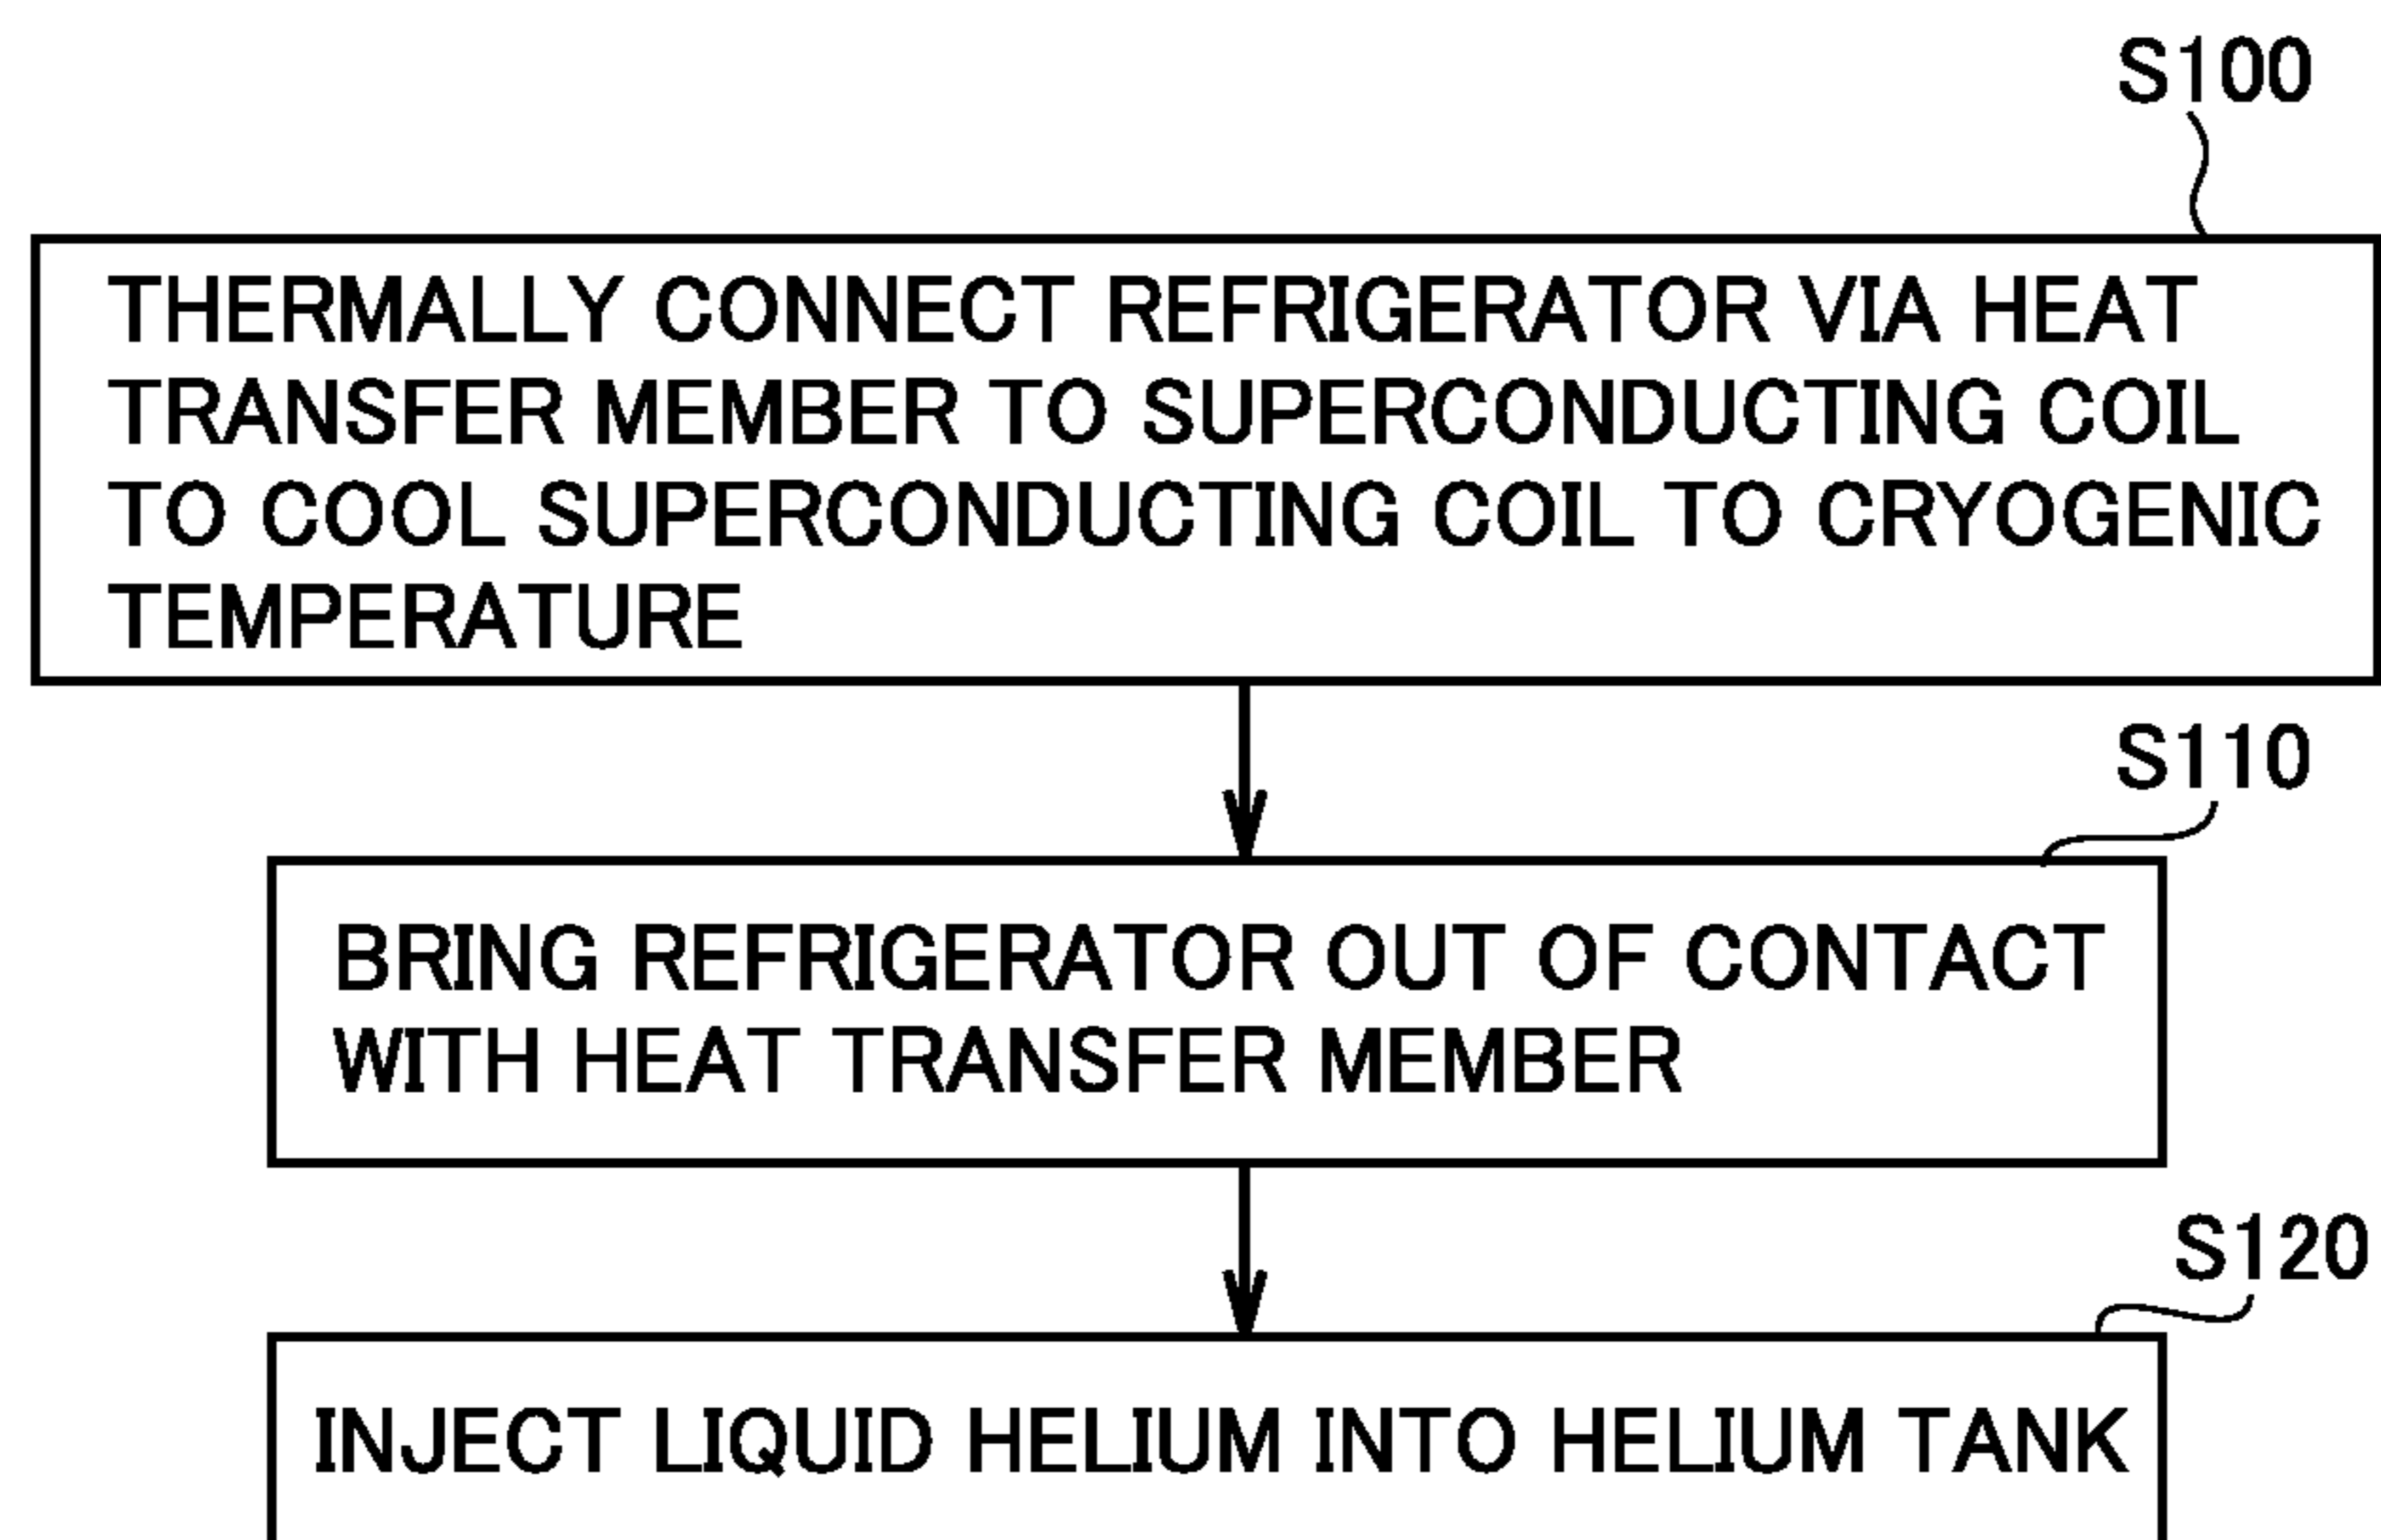 S100
THERMALLY CONNECT REFRIGERATOR VIA HEAT
TRANSFER MEMBER TO SUPERCONDUCTING COIL
TO COOL SUPERCONDUCTING COIL TO CRYOGENIC
TEMPERATURE
S110
BRING REFRIGERATOR OUT OF CONTACT
WITH HEAT TRANSFER MEMBER
S120
INJECT LIQUID HELIUM INTO HELIUM TANK